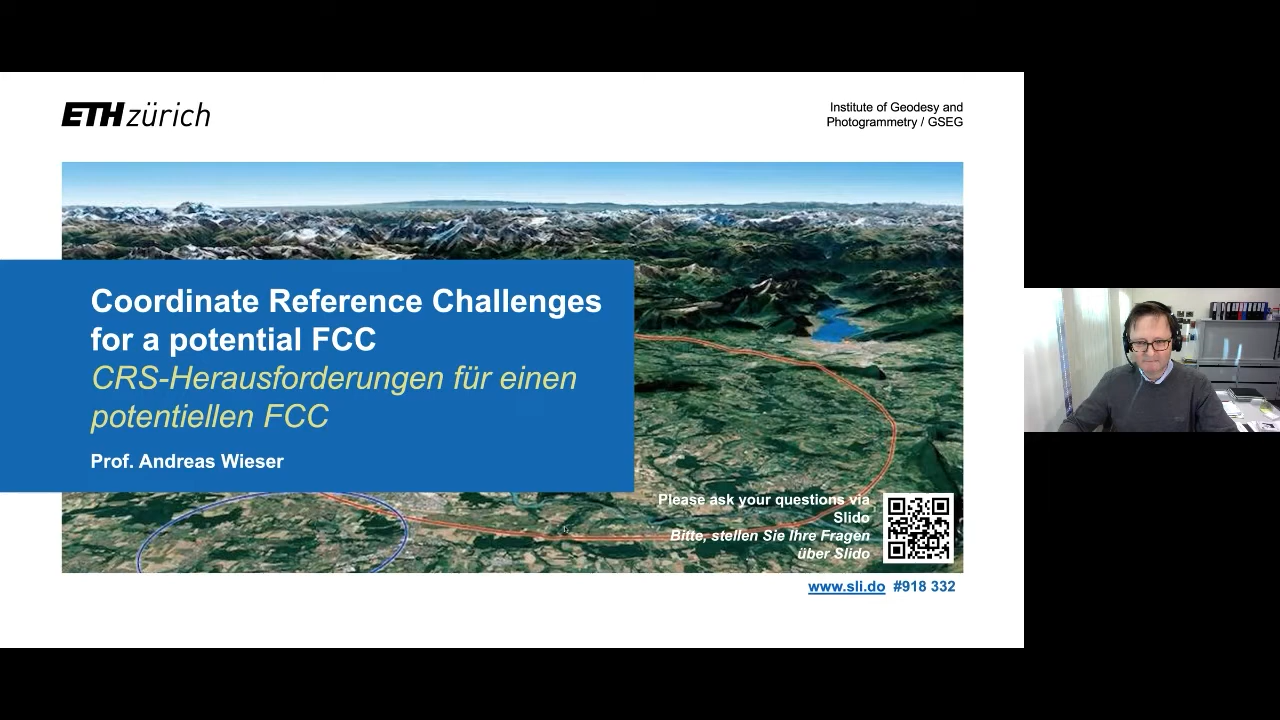 ETH zürich
Institute of Geodesy and
Photogrammetry / GSEG
Coordinate Reference Challenges
for a potential FCC
CRS-Herausforderungen für einen
potentiellen FCC
Prof. Andreas Wieser
Please ask your questions via
Slido
Bitte, stellen Sie Ihre Fragen
über Slido
www.sli.do #918 332